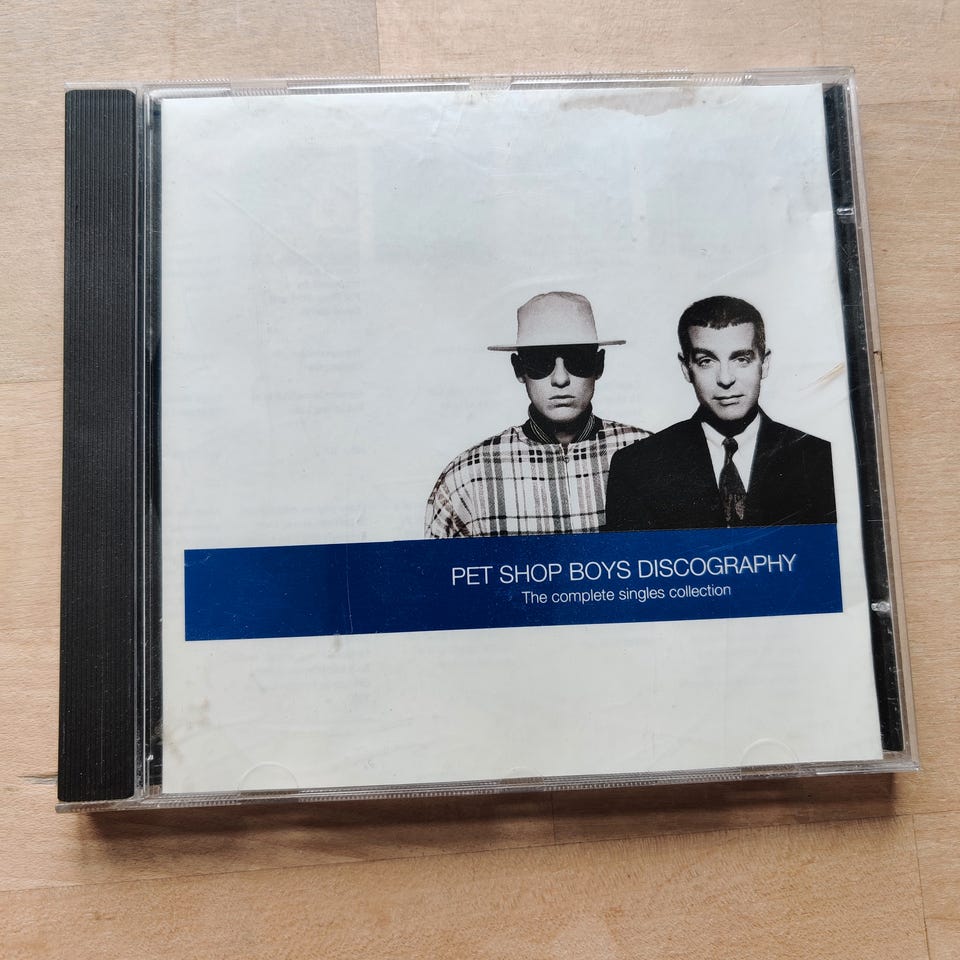 PET SHOP BOYS DISCOGRAPHY
The complete singles collection